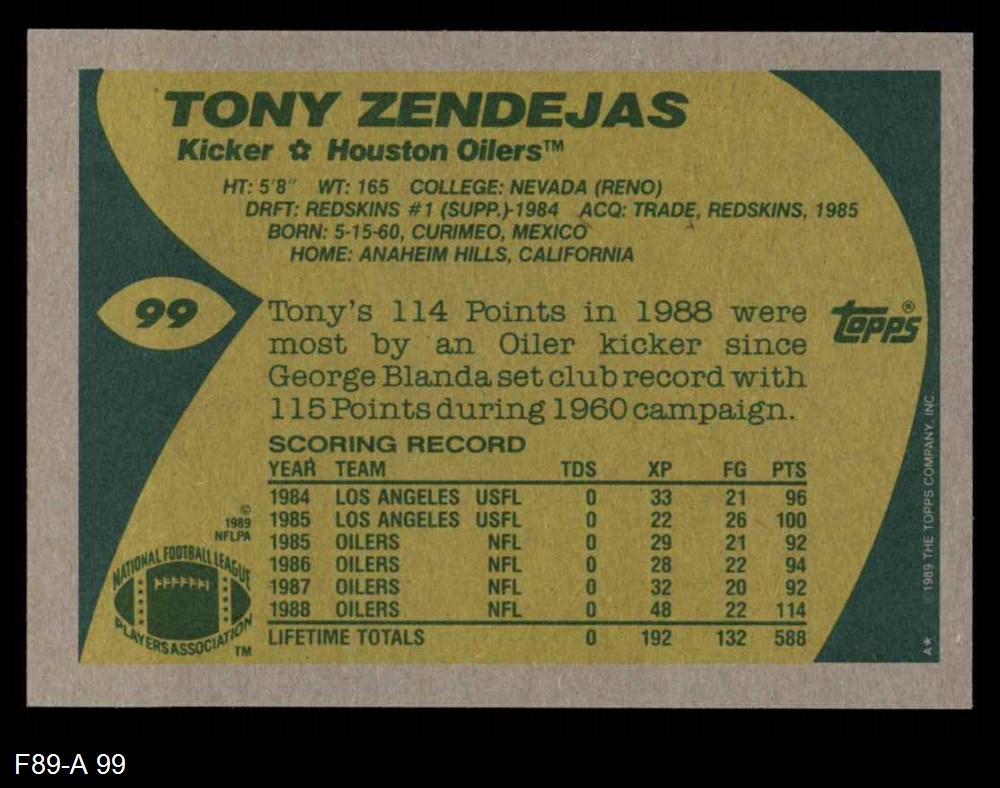 TONY ZENDEJAS
Kicker ✿ Houston Oilers™
HT: 5'8" WT: 165 COLLEGE: NEVADA (RENO)
DRFT: REDSKINS #1 (SUPP.)-1984 ACQ: TRADE, REDSKINS, 1985
BORN: 5-15-60, CURIMEO, MEXICO
HOME: ANAHEIM HILLS, CALIFORNIA
99
Tony's 114 Points in 1988 were
most by an Oiler kicker since
George Blanda set club record with
115 Points during 1960 campaign.
topps®
SCORING RECORD
YEAR TEAM TDS XP FG PTS
1984 LOS ANGELES USFL 0 33 21 96
1985 LOS ANGELES USFL 0 22 26 100
1985 OILERS NFL 0 29 21 92
1986 OILERS NFL 0 28 22 94
1987 OILERS NFL 0 32 20 92
1988 OILERS NFL 0 48 22 114
LIFETIME TOTALS 0 192 132 588
©
1989
NFLPA
NATIONAL FOOTBALL LEAGUE
PLAYERS ASSOCIATION
TM
A* © 1989 THE TOPPS COMPANY, INC.
F89-A 99